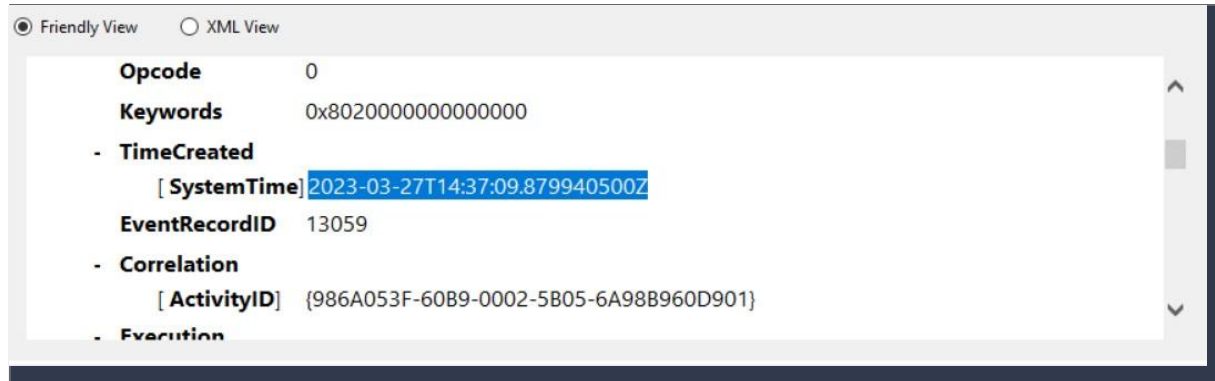 Friendly View XML View
Opcode 0
Keywords 0x8020000000000000
- TimeCreated
[ SystemTime] 2023-03-27T14:37:09.879940500Z
EventRecordID 13059
- Correlation
[ ActivityID] {986A053F-60B9-0002-5B05-6A98B960D901}
- Execution